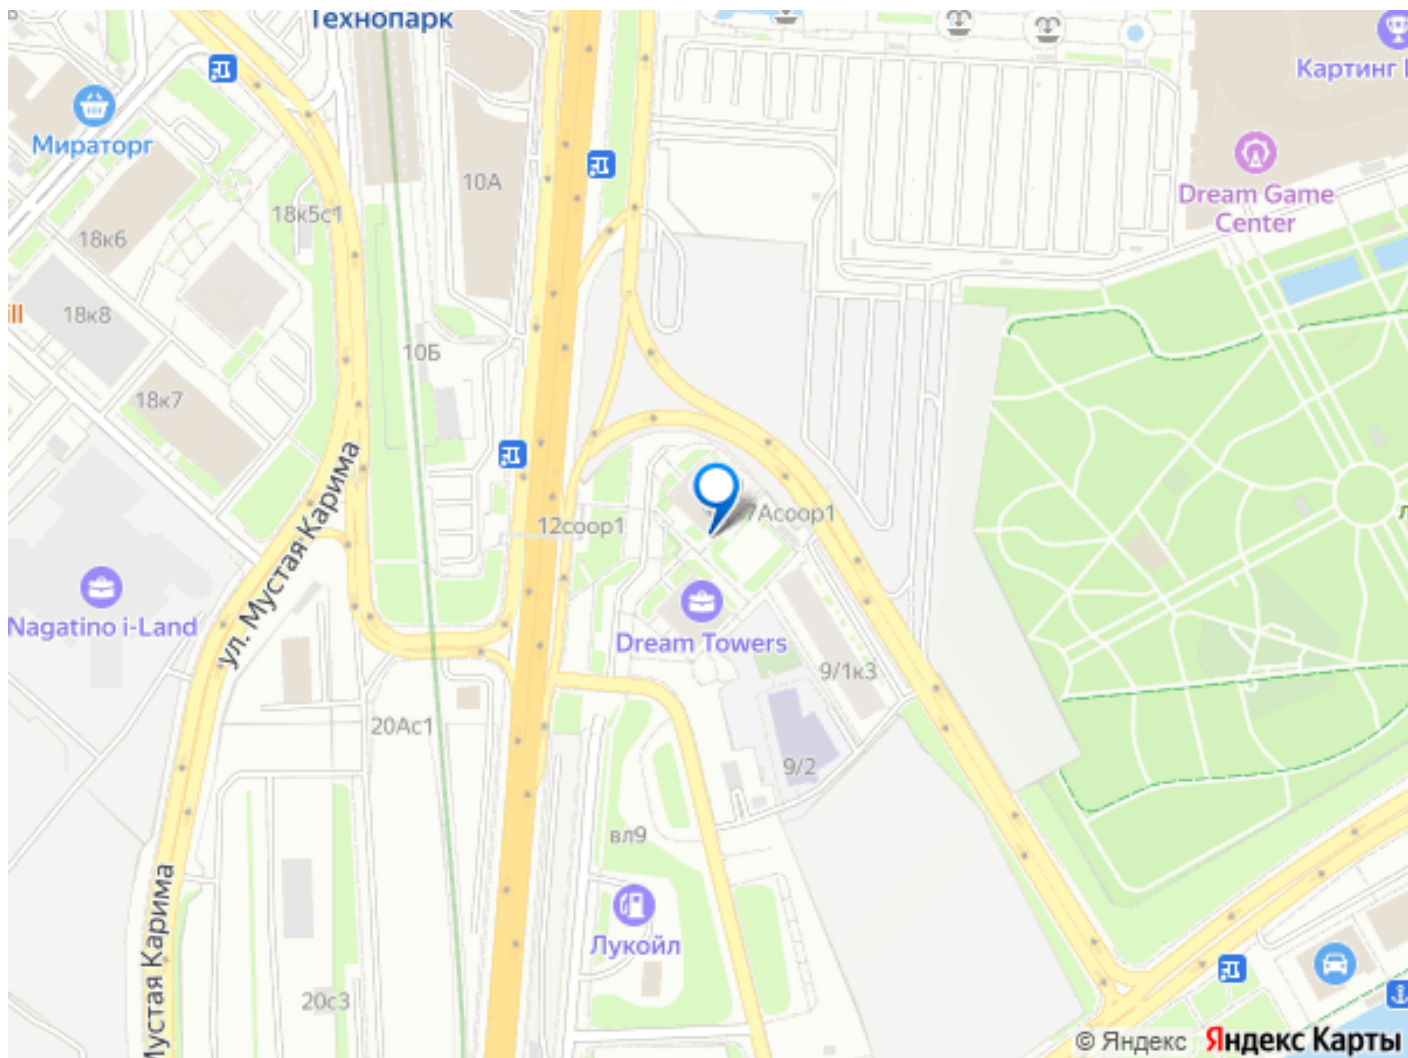 Технопарк
Картинг
Мираторг
10А
Dream Game
Center
18к5с1
18к6
ill
18к8
10Б
18к7
ул. Мустая Карима
12соор1
7Асоор1
Nagatino i-Land
Dream Towers
9/1к3
20Ас1
9/2
вл9
Мустая Карима
Лукойл
20с3
© Яндекс Яндекс Карты